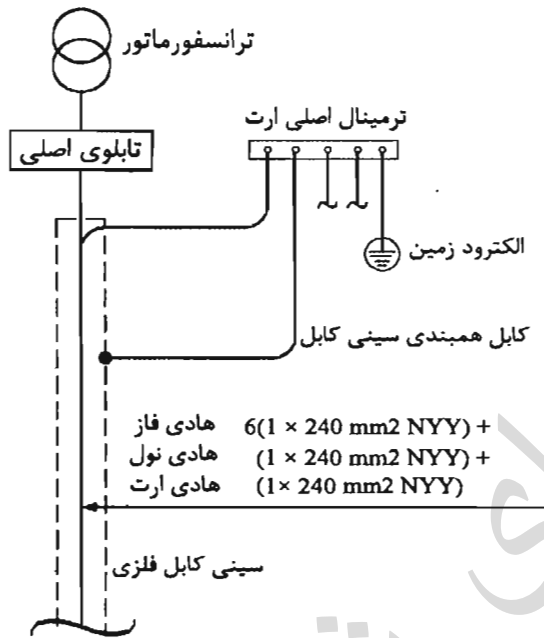 ترانسفورماتور
ترمینال اصلی ارت
تابلوی اصلی
الکترود زمین
کابل همبندی سینی کابل
هادی فاز 6(1 × 240 mm2 NYY) +
هادی نول (1 × 240 mm2 NYY) +
هادی ارت (1× 240 mm2 NYY)
سینی کابل فلزی